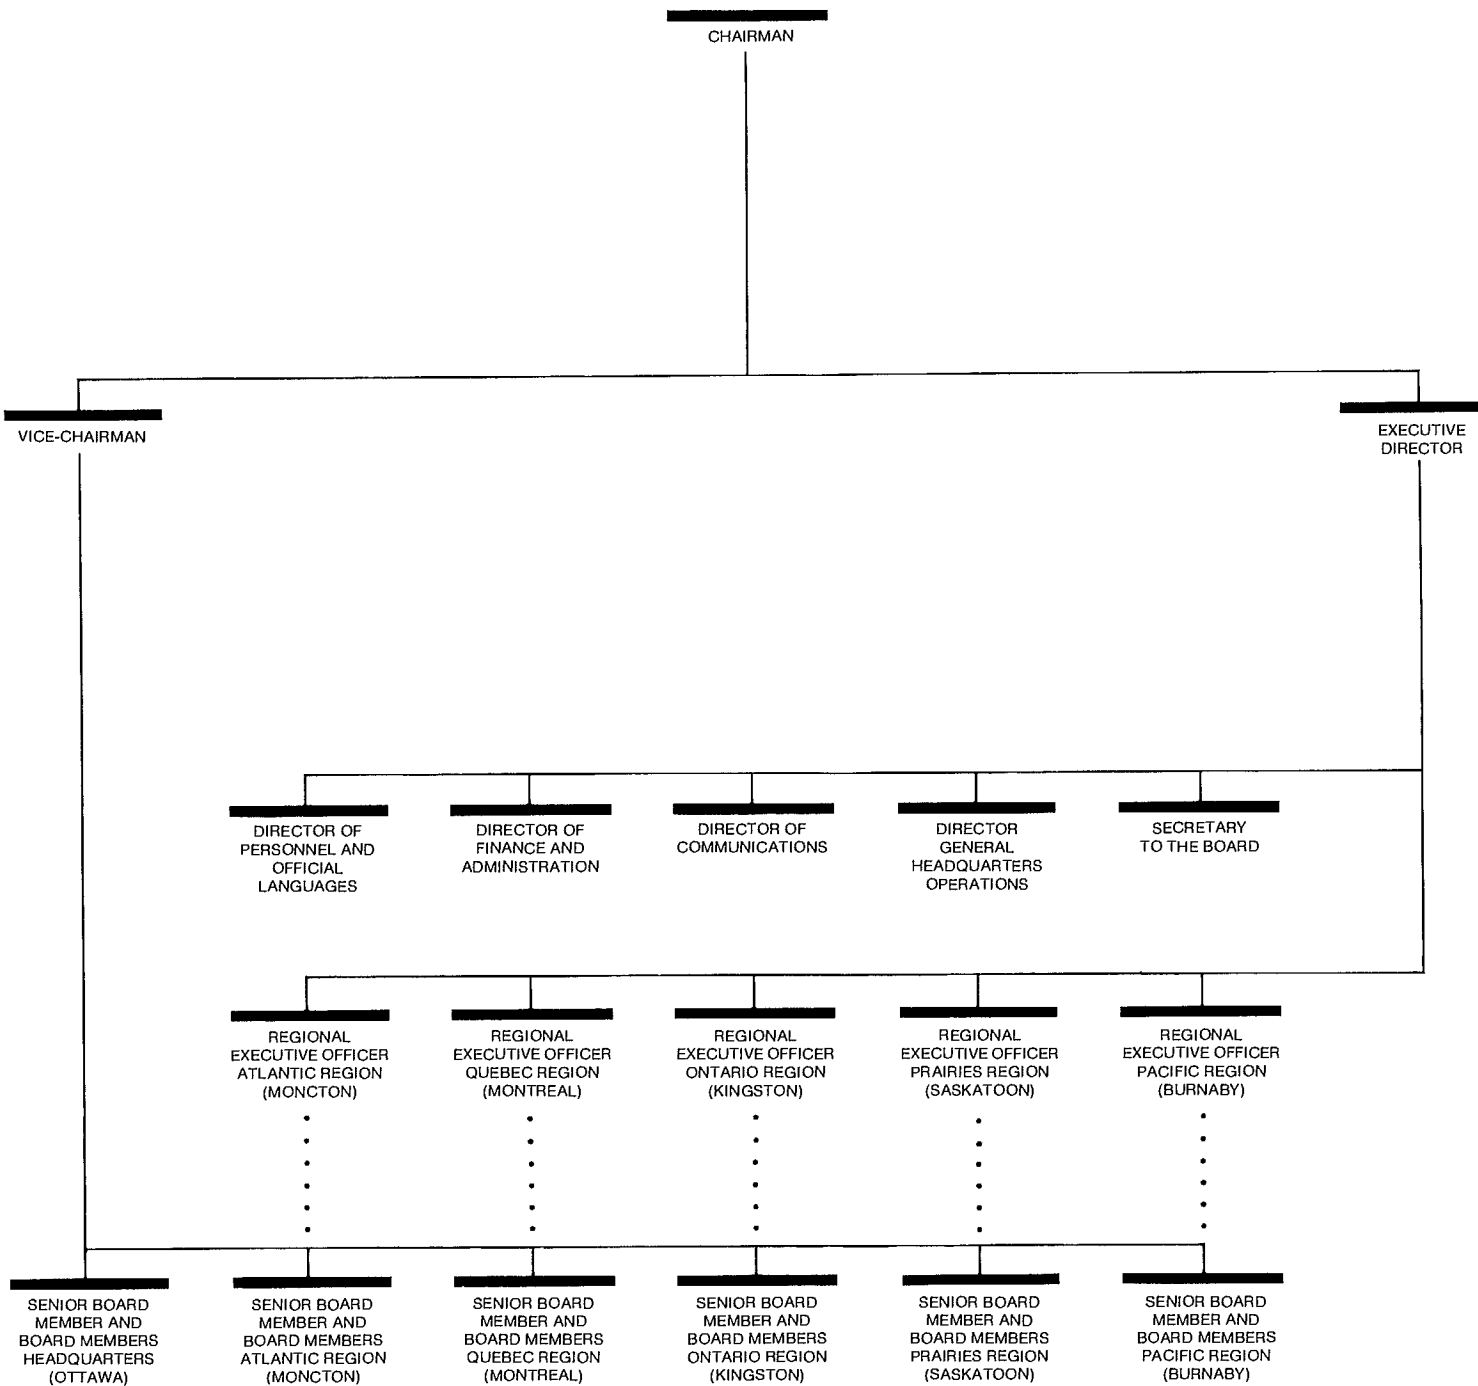 CHAIRMAN
VICE-CHAIRMAN
EXECUTIVE
DIRECTOR
DIRECTOR OF
PERSONNEL AND
OFFICIAL
LANGUAGES
DIRECTOR OF
FINANCE AND
ADMINISTRATION
DIRECTOR OF
COMMUNICATIONS
DIRECTOR
GENERAL
HEADQUARTERS
OPERATIONS
SECRETARY
TO THE BOARD
REGIONAL
EXECUTIVE OFFICER
ATLANTIC REGION
(MONCTON)
REGIONAL
EXECUTIVE OFFICER
QUEBEC REGION
(MONTREAL)
REGIONAL
EXECUTIVE OFFICER
ONTARIO REGION
(KINGSTON)
REGIONAL
EXECUTIVE OFFICER
PRAIRIES REGION
(SASKATOON)
REGIONAL
EXECUTIVE OFFICER
PACIFIC REGION
(BURNABY)
SENIOR BOARD
MEMBER AND
BOARD MEMBERS
HEADQUARTERS
(OTTAWA)
SENIOR BOARD
MEMBER AND
BOARD MEMBERS
ATLANTIC REGION
(MONCTON)
SENIOR BOARD
MEMBER AND
BOARD MEMBERS
QUEBEC REGION
(MONTREAL)
SENIOR BOARD
MEMBER AND
BOARD MEMBERS
ONTARIO REGION
(KINGSTON)
SENIOR BOARD
MEMBER AND
BOARD MEMBERS
PRAIRIES REGION
(SASKATOON)
SENIOR BOARD
MEMBER AND
BOARD MEMBERS
PACIFIC REGION
(BURNABY)